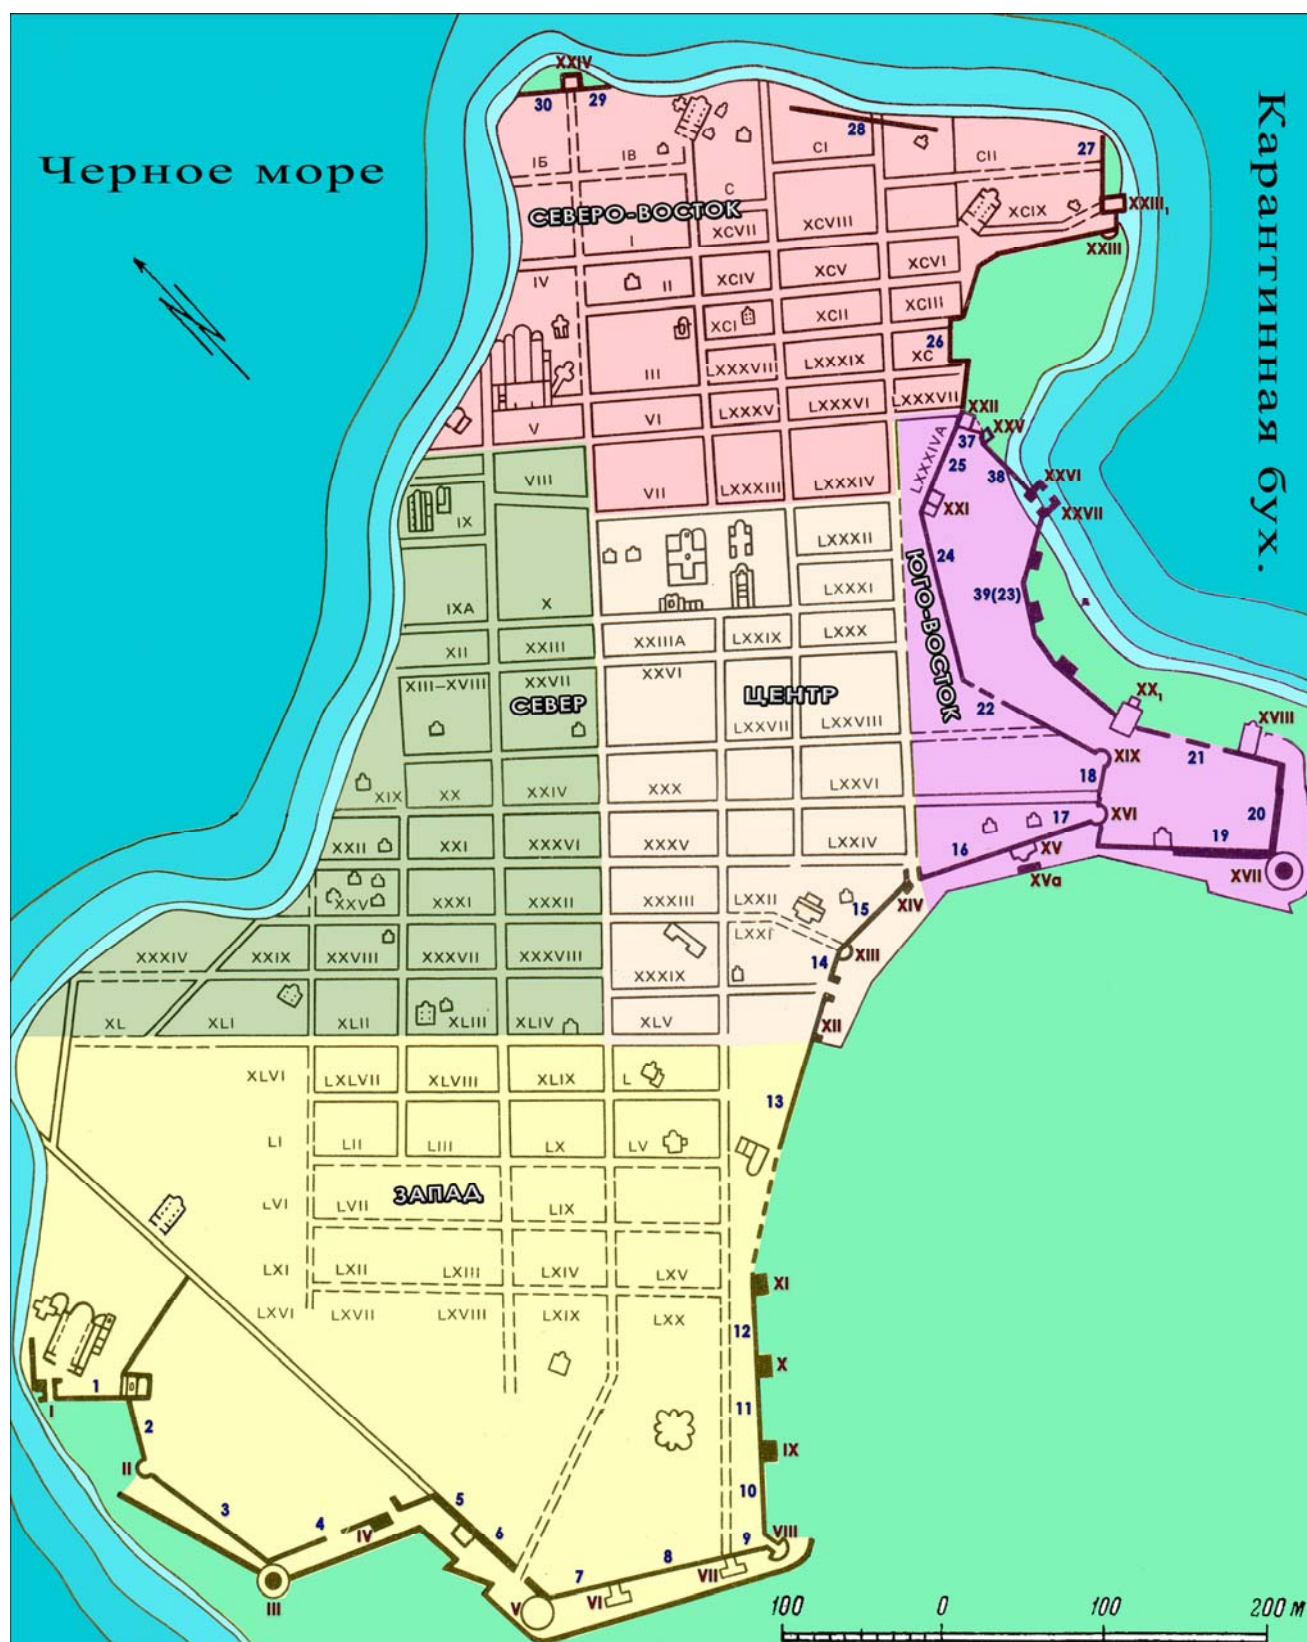 XXIV
30 29
28
27
Черное море
Карантинная бух.
IБ IВ CI CII
C XCIX XXIII₁
СЕВЕРО-ВОСТОК
I XCVII XCVIII
XXIII
IV II XCIV XCV XCVI
XCI XCII XCIII
26
III LXXXVIII LXXXIX XC
V VI LXXXV LXXXVI LXXXVII XXII
37 XXV
LXXXIVА 25
VIII VII LXXXIII LXXXIV 38 XXVI
IX XXI XXVII
LXXXII
24
ЮГО-ВОСТОК
IXА X LXXXI 39(23)
XII XXIII XXIIIА LXXIX LXXX
XIII-XVIII XXVII XXVI
СЕВЕР ЦЕНТР
22 XX₁
LXXVII LXXVIII XVIII
XIX 21
18
XIX XX XXIV XXX LXXVI
20
17 XVI
XXII XXI XXXVI XXXV LXXIV
16 XV 19
XVа XVII
XXV XXXI XXXII XXXIII LXXII XIV
15
LXXI
XXXIV XXIX XXVIII XXXVII XXXVIII XXXIX 14 XIII
XL XLI XLII XLIII XLIV XLV XII
XLVI LXLVII XLVIII XLIX L
13
LI LII LIII LX LV
ЗАПАД
LVI LVII LIX
LXI LXII LXIII LXIV LXV
XI
LXVI LXVII LXVIII LXIX LXX
12
X
1
I
11
2
IX
II
10
3 4 5
IV 6
VIII
9
8
VII
7
III V VI
100 0 100 200 м